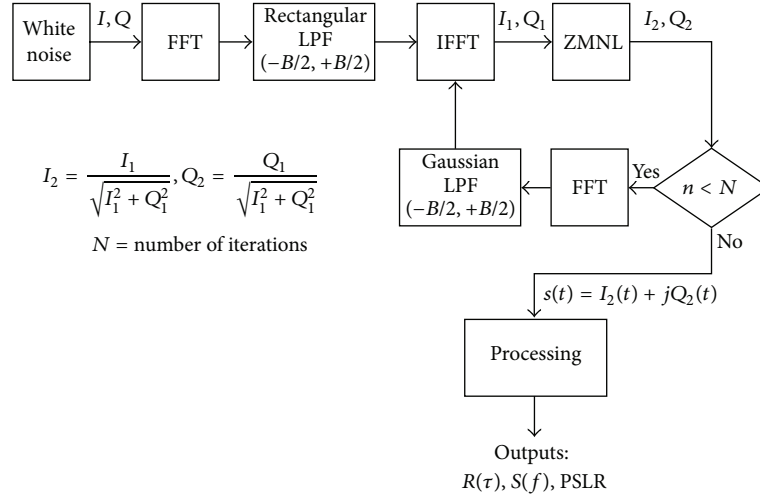 White
noise
I, Q
FFT
Rectangular
LPF
(−B/2, +B/2)
IFFT
I₁, Q₁
ZMNL
I₂, Q₂
I₂ = I₁ / √(I₁² + Q₁²), Q₂ = Q₁ / √(I₁² + Q₁²)
N = number of iterations
Gaussian
LPF
(−B/2, +B/2)
FFT
Yes
n < N
No
s(t) = I₂(t) + jQ₂(t)
Processing
Outputs:
R(τ), S(f), PSLR